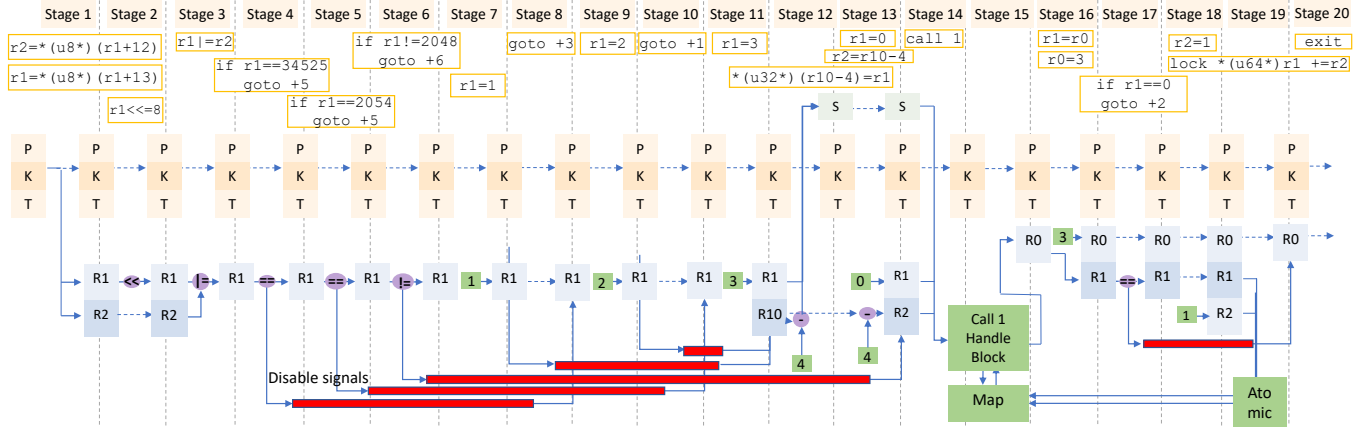 Stage 1 Stage 2 Stage 3 Stage 4 Stage 5 Stage 6 Stage 7 Stage 8 Stage 9 Stage 10 Stage 11 Stage 12 Stage 13 Stage 14 Stage 15 Stage 16 Stage 17 Stage 18 Stage 19 Stage 20
r2=*(u8*)(r1+12)
r1=*(u8*)(r1+13)
r1<<=8
r1|=r2
if r1==34525
goto +5
if r1==2054
goto +5
if r1!=2048
goto +6
r1=1
goto +3
r1=2
goto +1
r1=3
*(u32*)(r10-4)=r1
r1=0
r2=r10-4
call 1
r1=r0
r0=3
if r1==0
goto +2
r2=1
lock *(u64*)r1 +=r2
exit
S S
P P P P P P P P P P P P P P P P P P P
K K K K K K K K K K K K K K K K K K K
T T T T T T T T T T T T T T T T T T T
R0 3 R0 R0 R0 R0
R1 << R1 |= R1 == R1 == R1 != R1 1 R1 R1 2 R1 R1 3 R1 0 R1 R1 == R1 R1
R2 R2 R10 - - R2 1 R2
4 4
Call 1
Handle
Block
Disable signals
Map
Ato
mic